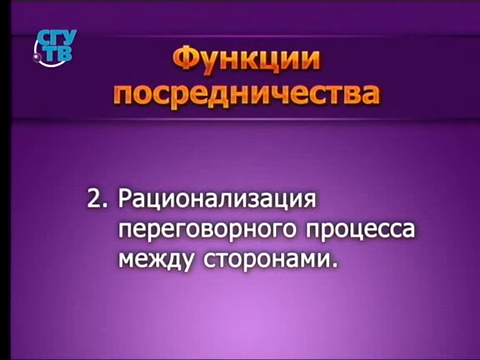 СГУ
ТВ
Функции
посредничества
2. Рационализация
переговорного процесса
между сторонами.